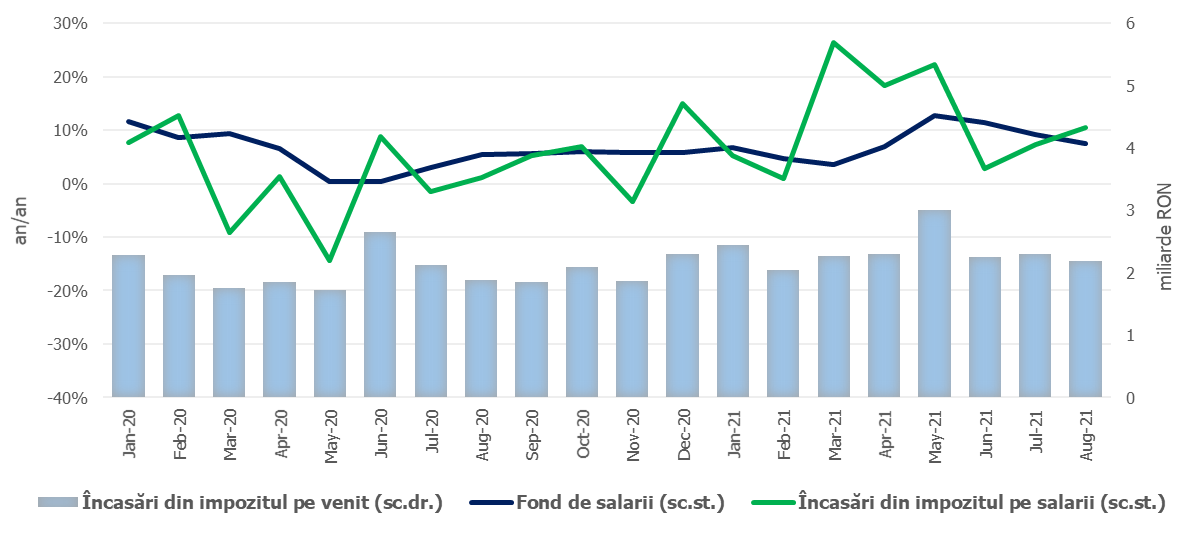 30%
20%
10%
0%
-10%
-20%
-30%
-40%
an/an
6
5
4
3
2
1
0
miliarde RON
Jan-20
Feb-20
Mar-20
Apr-20
May-20
Jun-20
Jul-20
Aug-20
Sep-20
Oct-20
Nov-20
Dec-20
Jan-21
Feb-21
Mar-21
Apr-21
May-21
Jun-21
Jul-21
Aug-21
Încasări din impozitul pe venit (sc.dr.) Fond de salarii (sc.st.) Încasări din impozitul pe salarii (sc.st.)